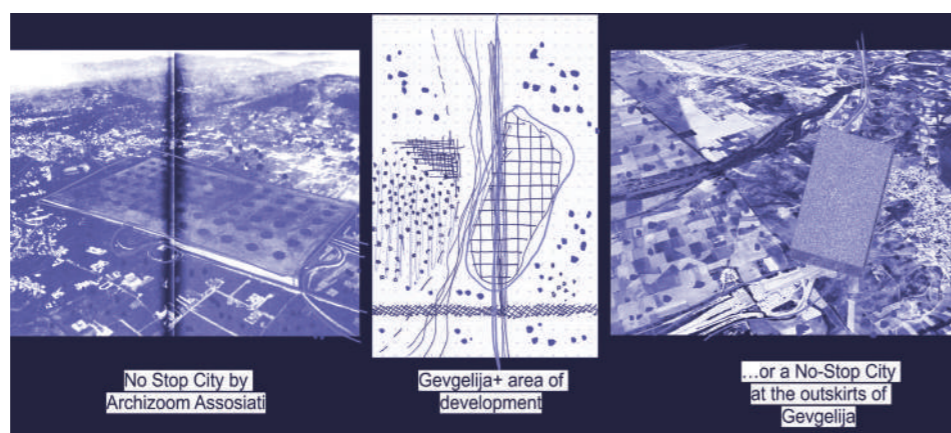 No Stop City by
Archizoom Assosiati
Gevgelija+ area of
development
...or a No-Stop City
at the outskirts of
Gevgelija